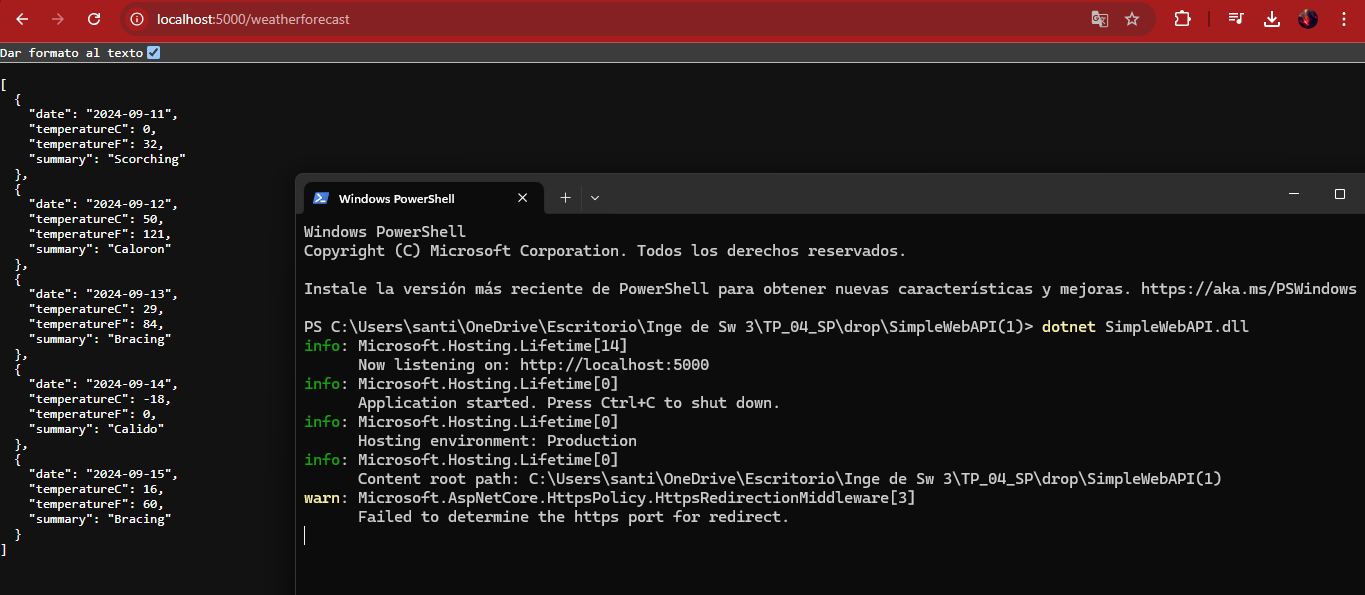 localhost:5000/weatherforecast
Dar formato al texto
[
  {
    "date": "2024-09-11",
    "temperatureC": 0,
    "temperatureF": 32,
    "summary": "Scorching"
  },
  {
    "date": "2024-09-12",
    "temperatureC": 50,
    "temperatureF": 121,
    "summary": "Caloron"
  },
  {
    "date": "2024-09-13",
    "temperatureC": 29,
    "temperatureF": 84,
    "summary": "Bracing"
  },
  {
    "date": "2024-09-14",
    "temperatureC": -18,
    "temperatureF": 0,
    "summary": "Calido"
  },
  {
    "date": "2024-09-15",
    "temperatureC": 16,
    "temperatureF": 60,
    "summary": "Bracing"
  }
]
Windows PowerShell
Windows PowerShell
Copyright (C) Microsoft Corporation. Todos los derechos reservados.
Instale la versión más reciente de PowerShell para obtener nuevas características y mejoras. https://aka.ms/PSWindows
PS C:\Users\santi\OneDrive\Escritorio\Inge de Sw 3\TP_04_SP\drop\SimpleWebAPI(1)> dotnet SimpleWebAPI.dll
info: Microsoft.Hosting.Lifetime[14]
      Now listening on: http://localhost:5000
info: Microsoft.Hosting.Lifetime[0]
      Application started. Press Ctrl+C to shut down.
info: Microsoft.Hosting.Lifetime[0]
      Hosting environment: Production
info: Microsoft.Hosting.Lifetime[0]
      Content root path: C:\Users\santi\OneDrive\Escritorio\Inge de Sw 3\TP_04_SP\drop\SimpleWebAPI(1)
warn: Microsoft.AspNetCore.HttpsPolicy.HttpsRedirectionMiddleware[3]
      Failed to determine the https port for redirect.